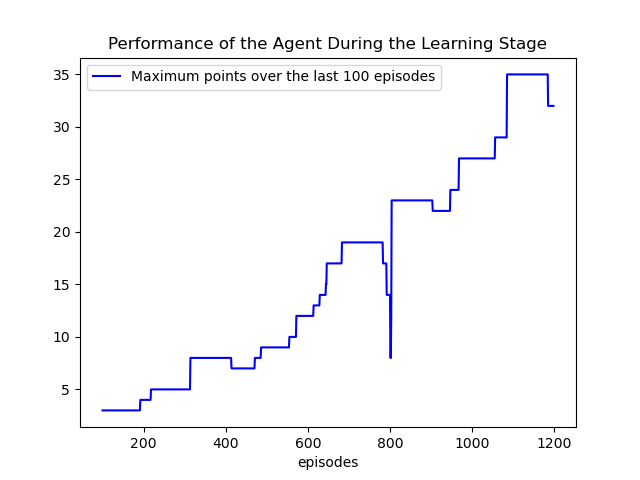 Performance of the Agent During the Learning Stage
Maximum points over the last 100 episodes
35
30
25
20
15
10
5
200 400 600 800 1000 1200
episodes